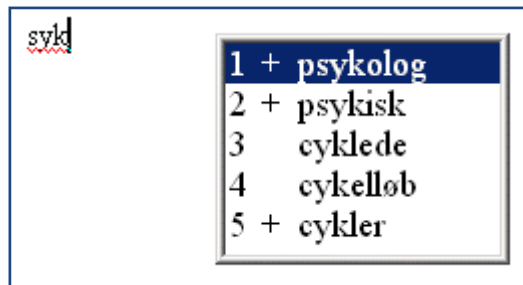 syk
1 + psykolog
2 + psykisk
3 cyklede
4 cykelløb
5 + cykler